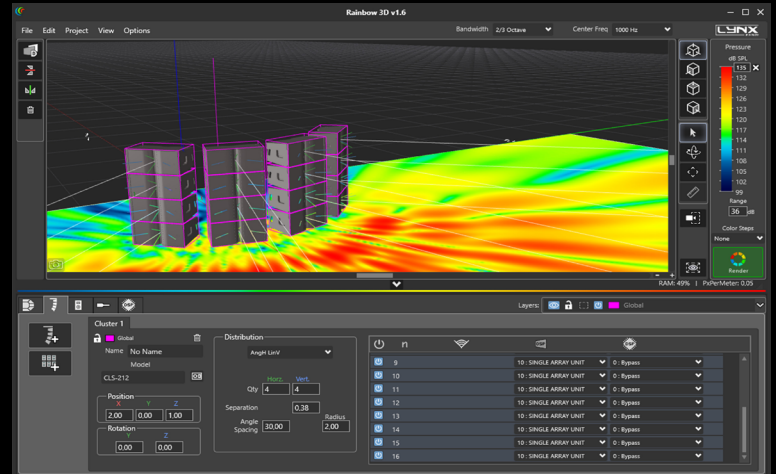 Rainbow 3D v1.6
File Edit Project View Options
Bandwidth 2/3 Octave Center Freq 1000 Hz
LYNX
Pressure
dB SPL
135
132
129
126
123
120
117
114
111
108
105
102
99
Range
36 dB
Color Steps
None
Render
RAM: 49% | PxPerMeter: 0,05
Layers: Global
DSP
Cluster 1
Global
Name No Name
Model
CLS-212
Position
X Y Z
2,00 0,00 1,00
Rotation
Y Z
0,00 0,00
Distribution
AngH LinV
Horz. Vert.
Qty 4 4
Separation 0,38
Angle Spacing 30,00
Radius
2.00
n DSP
9 10 : SINGLE ARRAY UNIT 0 : Bypass
10 10 : SINGLE ARRAY UNIT 0 : Bypass
11 10 : SINGLE ARRAY UNIT 0 : Bypass
12 10 : SINGLE ARRAY UNIT 0 : Bypass
13 10 : SINGLE ARRAY UNIT 0 : Bypass
14 10 : SINGLE ARRAY UNIT 0 : Bypass
15 10 : SINGLE ARRAY UNIT 0 : Bypass
16 10 : SINGLE ARRAY UNIT 0 : Bypass